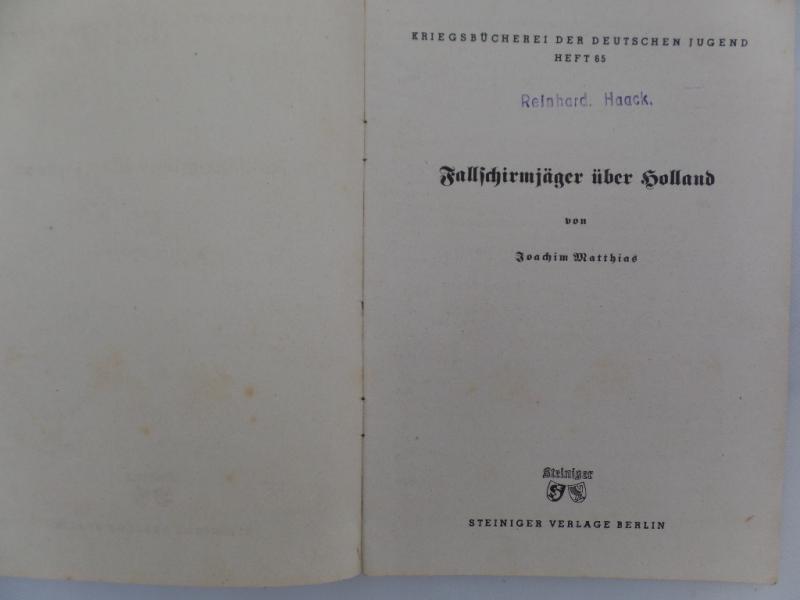 KRIEGSBÜCHEREI DER DEUTSCHEN JUGEND
HEFT 65
Reinhard. Haack.
Fallschirmjäger über Holland
von
Joachim Matthias
Steiniger
STEINIGER VERLAGE BERLIN